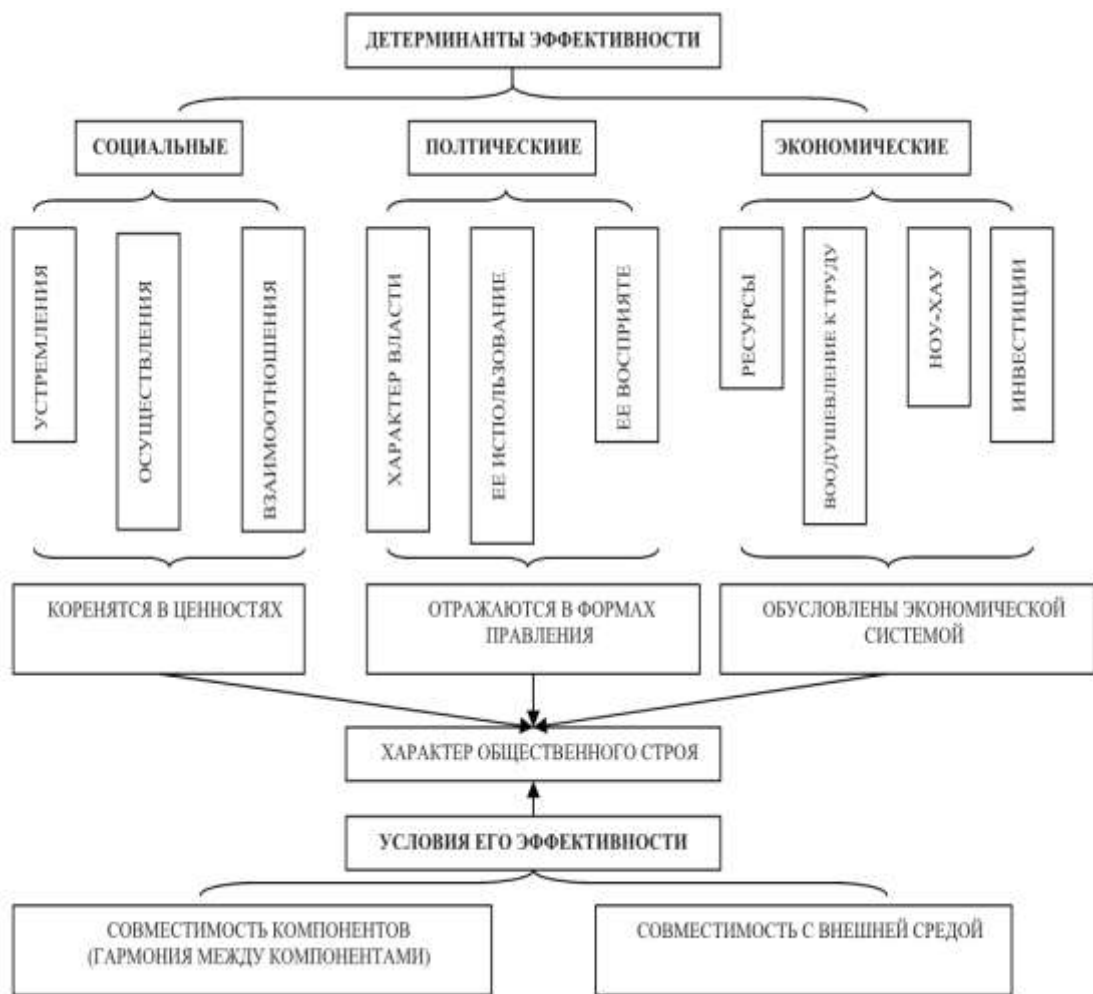 ДЕТЕРМИНАНТЫ ЭФФЕКТИВНОСТИ
СОЦИАЛЬНЫЕ
ПОЛТИЧЕСКИИЕ
ЭКОНОМИЧЕСКИЕ
УСТРЕМЛЕНИЯ
ОСУЩЕСТВЛЕНИЯ
ВЗАИМООТНОШЕНИЯ
ХАРАКТЕР ВЛАСТИ
ЕЕ ИСПОЛЬЗОВАНИЕ
ЕЕ ВОСПРИЯТЕ
РЕСУРСЫ
ВООДУШЕВЛЕНИЕ К ТРУДУ
НОУ-ХАУ
ИНВЕСТИЦИИ
КОРЕНЯТСЯ В ЦЕННОСТЯХ
ОТРАЖАЮТСЯ В ФОРМАХ
ПРАВЛЕНИЯ
ОБУСЛОВЛЕНЫ ЭКОНОМИЧЕСКОЙ
СИСТЕМОЙ
ХАРАКТЕР ОБЩЕСТВЕННОГО СТРОЯ
УСЛОВИЯ ЕГО ЭФФЕКТИВНОСТИ
СОВМЕСТИМОСТЬ КОМПОНЕНТОВ
(ГАРМОНИЯ МЕЖДУ КОМПОНЕНТАМИ)
СОВМЕСТИМОСТЬ С ВНЕШНЕЙ СРЕДОЙ